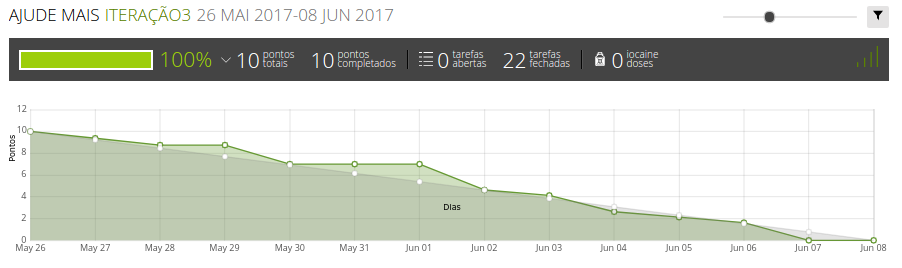 AJUDE MAIS ITERAÇÃO3 26 MAI 2017-08 JUN 2017
100% 10 pontos totais 10 pontos completados 0 tarefas abertas 22 tarefas fechadas 0 iocaine doses
12
10
8
6
4
2
0
Pontos
Dias
May 26 May 27 May 28 May 29 May 30 May 31 Jun 01 Jun 02 Jun 03 Jun 04 Jun 05 Jun 06 Jun 07 Jun 08